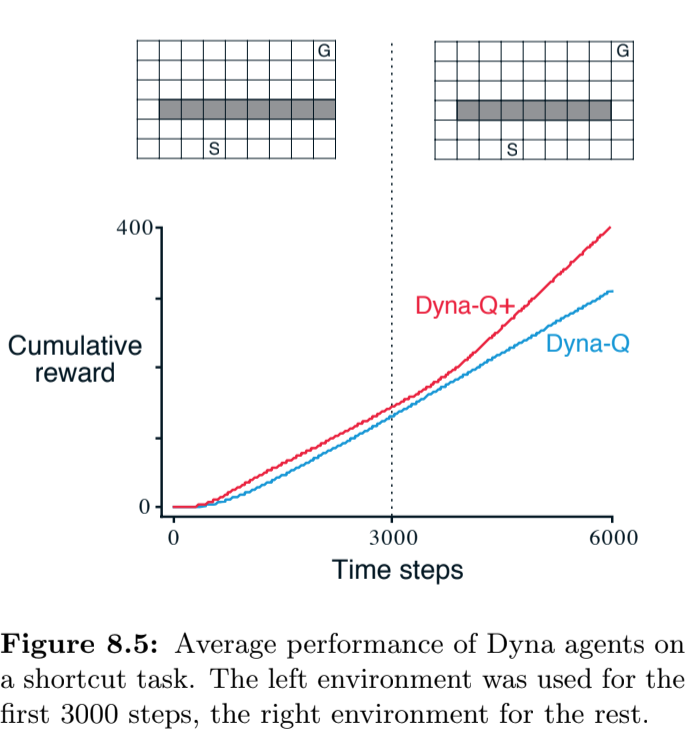 G
G
S
S
400
Dyna-Q+
Dyna-Q
Cumulative
reward
0
0
3000
6000
Time steps
Figure 8.5: Average performance of Dyna agents on
a shortcut task. The left environment was used for the
first 3000 steps, the right environment for the rest.